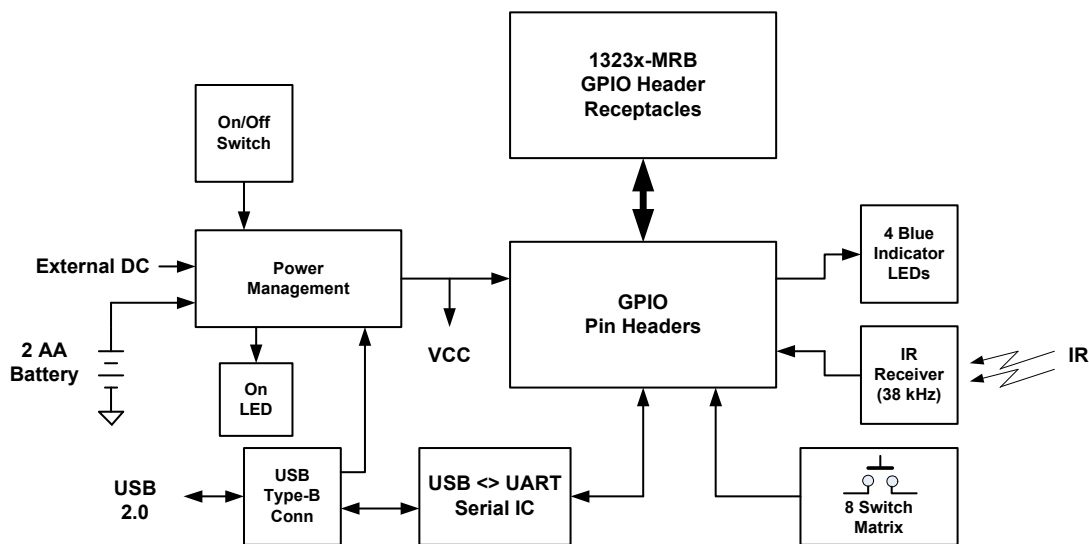 1323x-MRB
GPIO Header
Receptacles
On/Off
Switch
External DC
Power
Management
4 Blue
Indicator
LEDs
GPIO
Pin Headers
VCC
2 AA
Battery
On
LED
IR
Receiver
(38 kHz)
IR
USB
2.0
USB
Type-B
Conn
USB <> UART
Serial IC
8 Switch
Matrix